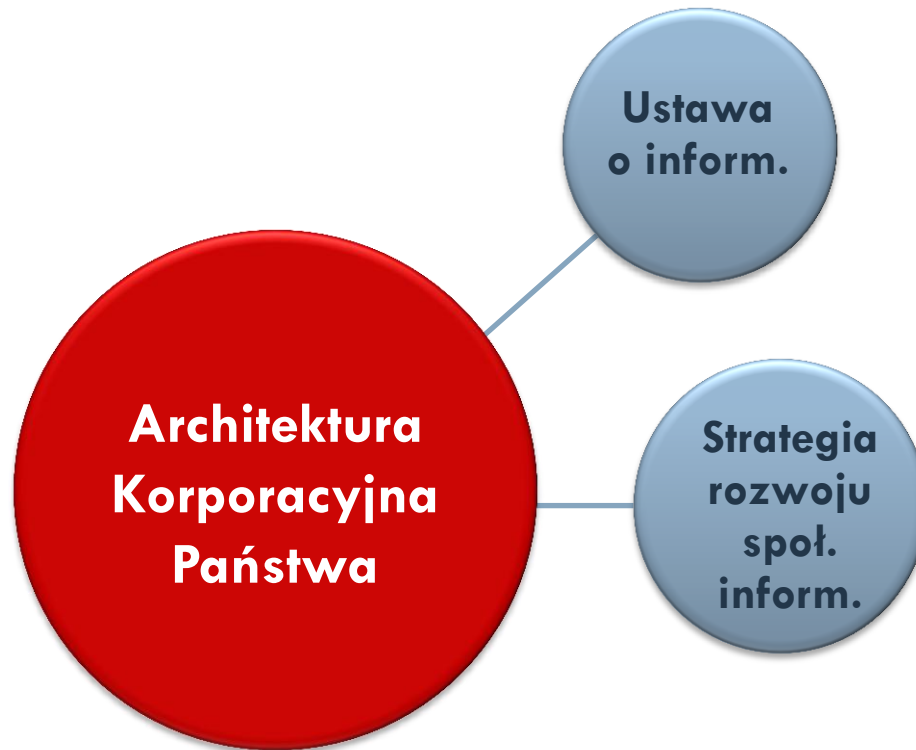 Ustawa
o inform.
Architektura
Korporacyjna
Państwa
Strategia
rozwoju
społ.
inform.